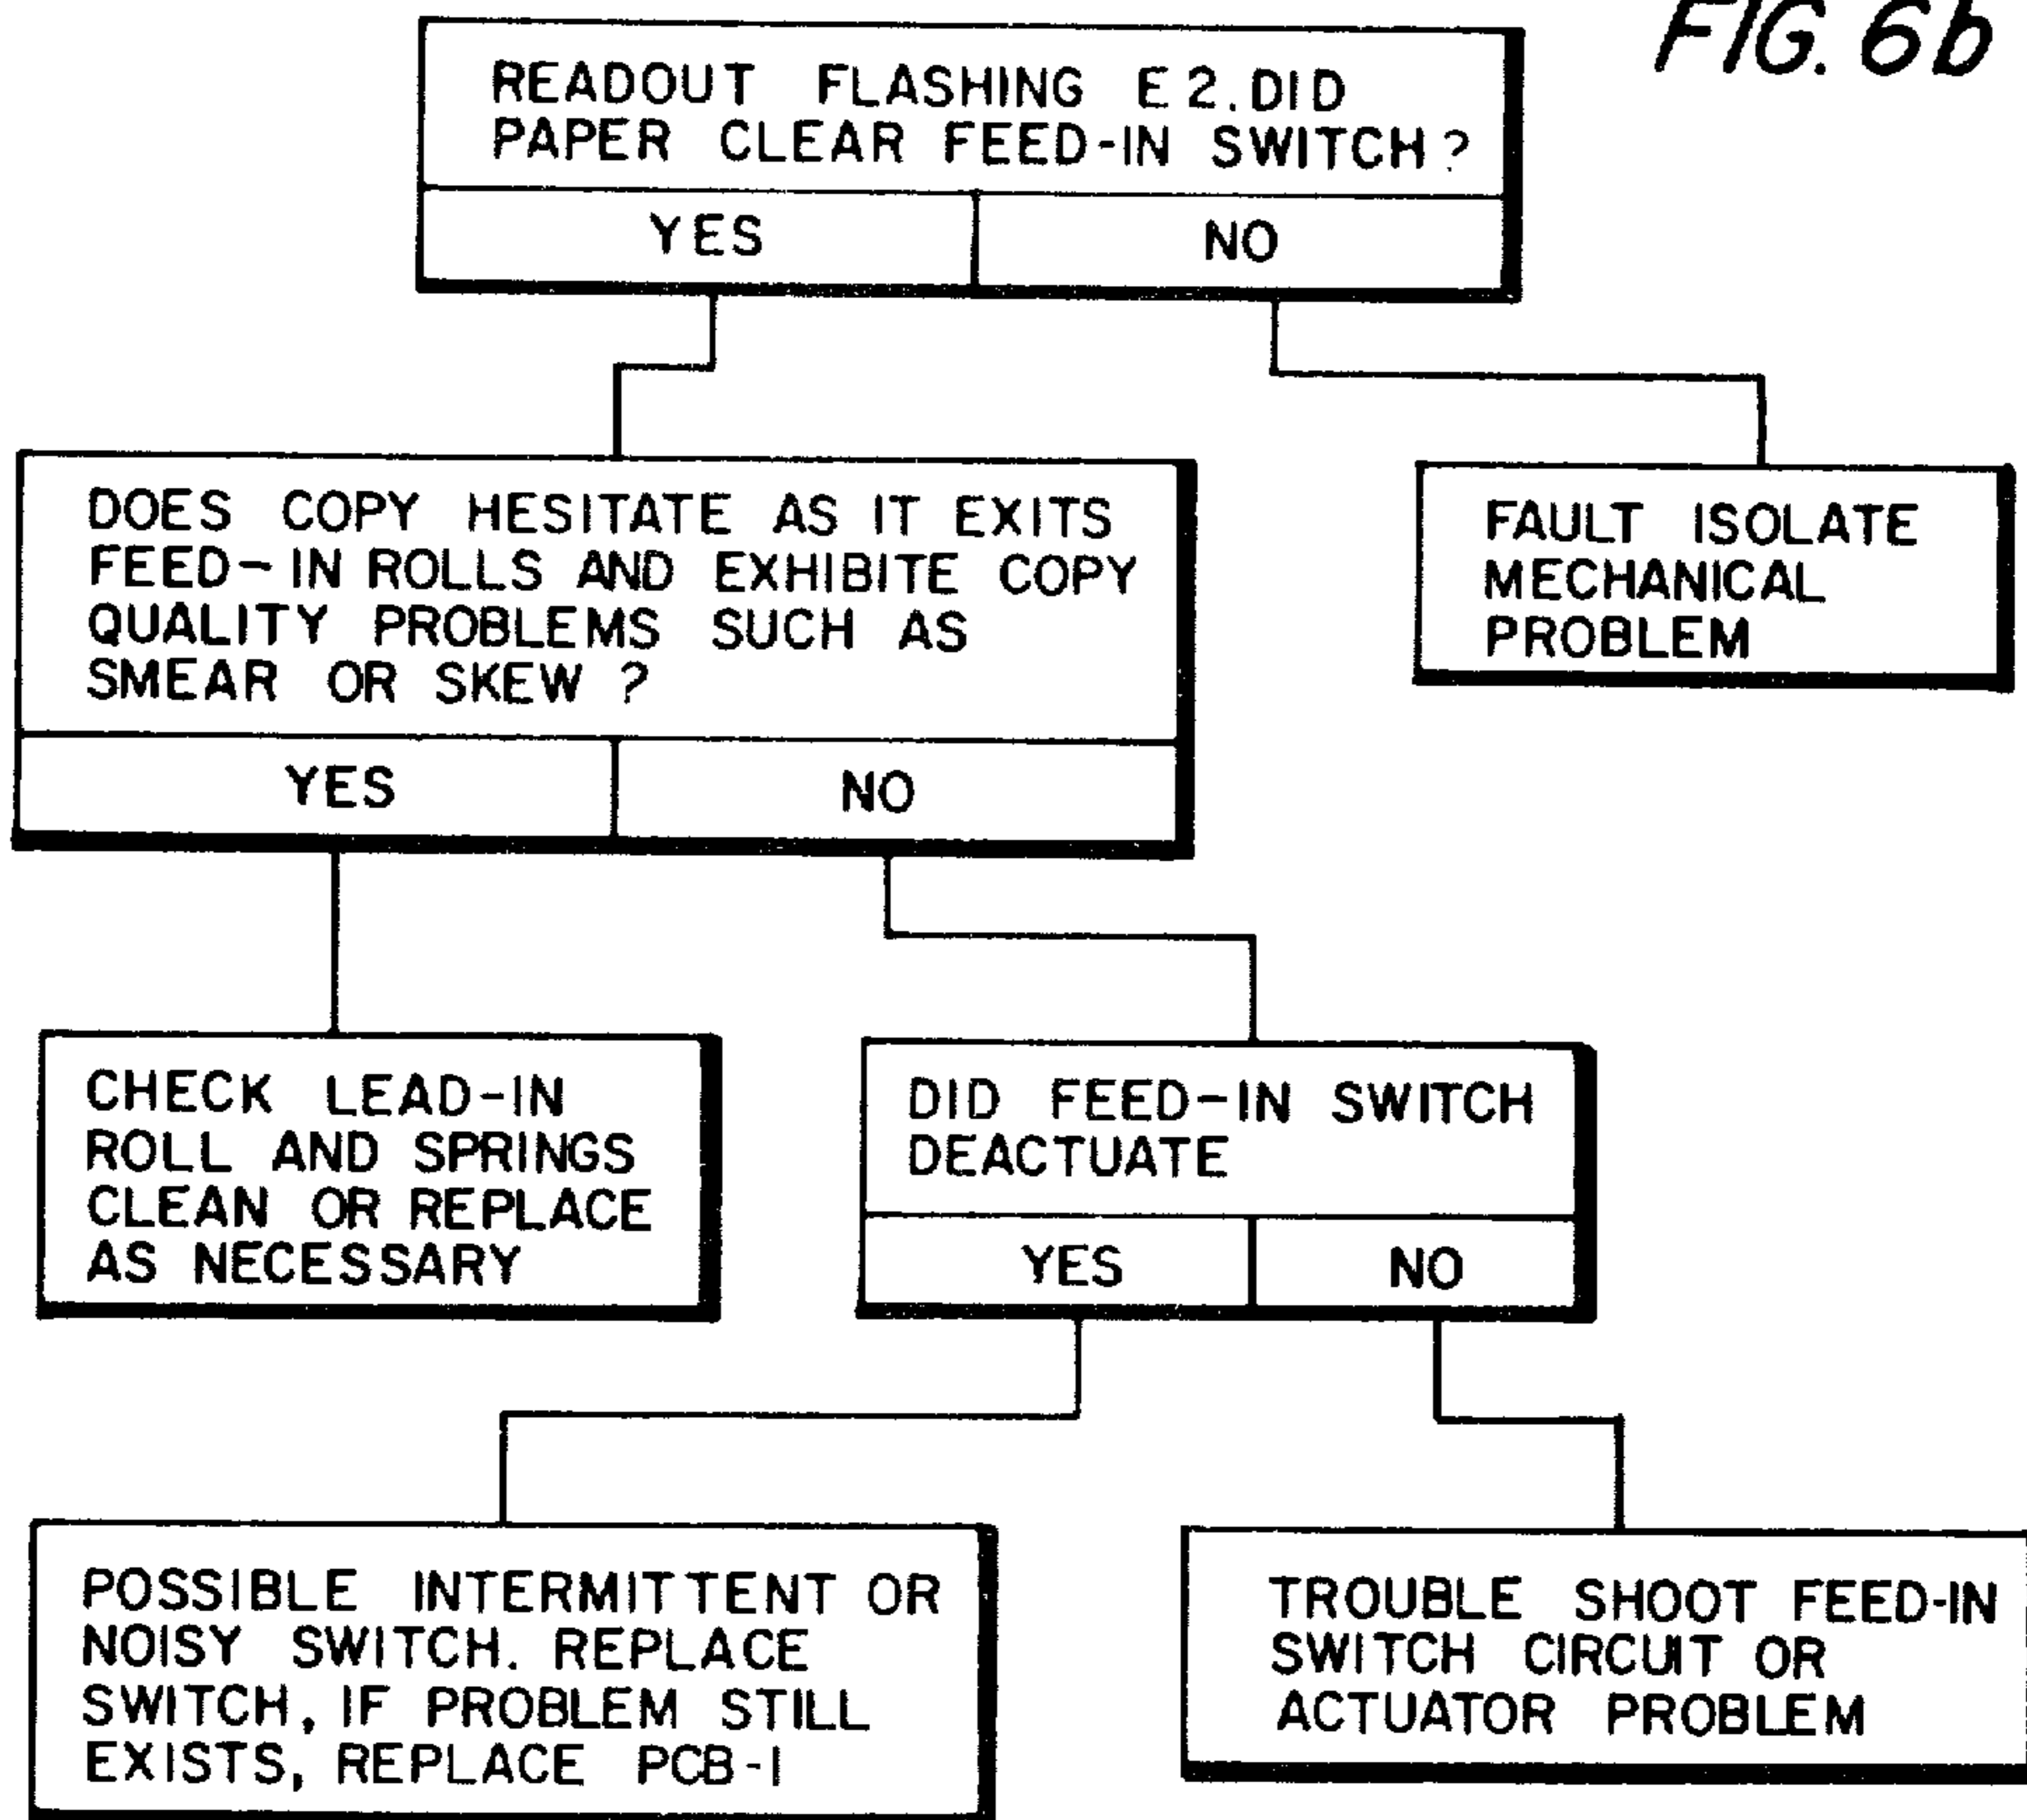 FIG. 6b
READOUT FLASHING E2. DID
PAPER CLEAR FEED-IN SWITCH?
YES
NO
DOES COPY HESITATE AS IT EXITS
FEED-IN ROLLS AND EXHIBITE COPY
QUALITY PROBLEMS SUCH AS
SMEAR OR SKEW ?
YES
NO
FAULT ISOLATE
MECHANICAL
PROBLEM
CHECK LEAD-IN
ROLL AND SPRINGS
CLEAN OR REPLACE
AS NECESSARY
DID FEED-IN SWITCH
DEACTUATE
YES
NO
POSSIBLE INTERMITTENT OR
NOISY SWITCH. REPLACE
SWITCH, IF PROBLEM STILL
EXISTS, REPLACE PCB-1
TROUBLE SHOOT FEED-IN
SWITCH CIRCUIT OR
ACTUATOR PROBLEM